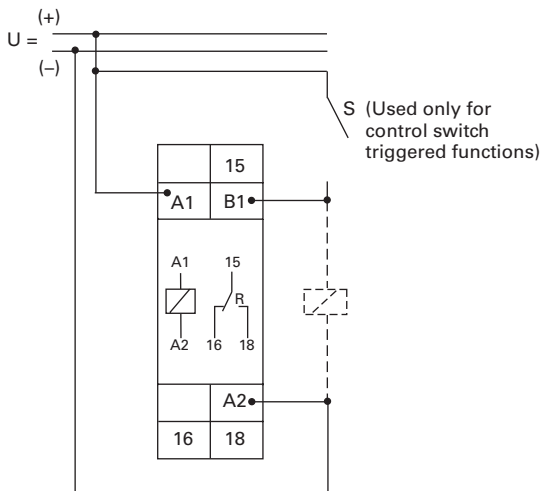 (+)
U =
(−)
S (Used only for
control switch
triggered functions)
15
A1 B1
A1 15
R
A2 16 18
A2
16 18